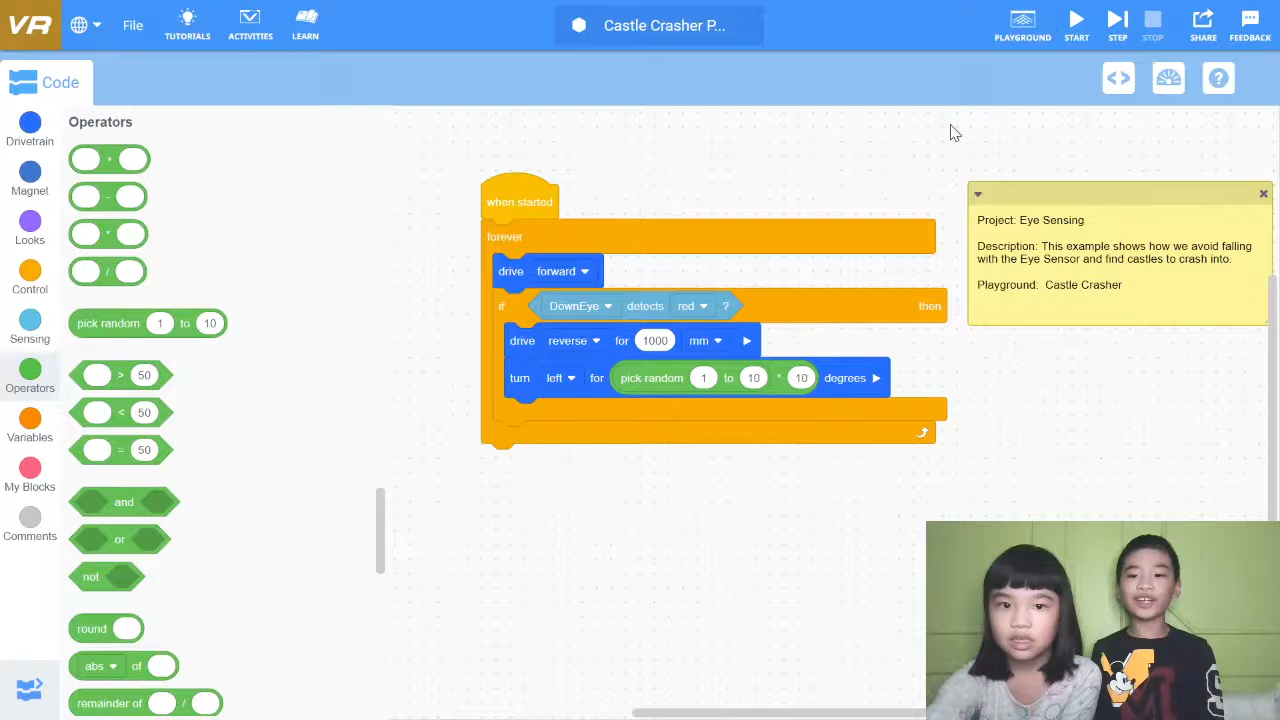 VR
File
TUTORIALS
ACTIVITIES
LEARN
Castle Crasher P...
PLAYGROUND
START
STEP
STOP
SHARE
FEEDBACK
Code
Drivetrain
Magnet
Looks
Control
Sensing
Operators
Variables
My Blocks
Comments
Operators
+
-
*
/
pick random 1 to 10
> 50
< 50
= 50
and
or
not
round
abs of
remainder of /
when started
forever
drive forward
if DownEye detects red ? then
drive reverse for 1000 mm
turn left for pick random 1 to 10 * 10 degrees
Project: Eye Sensing
Description: This example shows how we avoid falling
with the Eye Sensor and find castles to crash into.
Playground: Castle Crasher